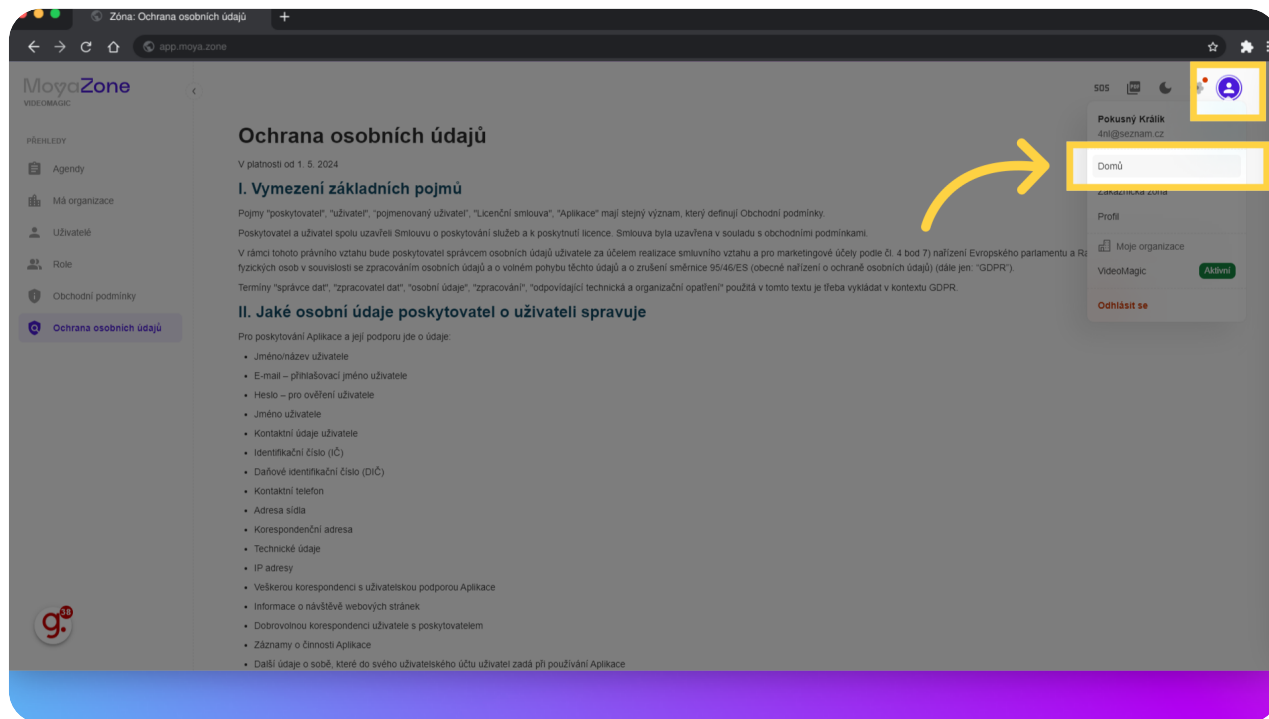 Zóna: Ochrana osobních údajů
app.moya.zone
MoyaZone
VIDEOMAGIC
PŘEHLEDY
Agendy
Má organizace
Uživatelé
Role
Obchodní podmínky
Ochrana osobních údajů
38
g.
Ochrana osobních údajů
V platnosti od 1. 5. 2024
I. Vymezení základních pojmů
Pojmy "poskytovatel", "uživatel", "pojmenovaný uživatel", "Licenční smlouva", "Aplikace" mají stejný význam, který definují Obchodní podmínky.
Poskytovatel a uživatel spolu uzavřeli Smlouvu o poskytování služeb a k poskytnutí licence. Smlouva byla uzavřena v souladu s obchodními podmínkami.
V rámci tohoto právního vztahu bude poskytovatel správcem osobních údajů uživatele za účelem realizace smluvního vztahu a pro marketingové účely podle čl. 4 bod 7) nařízení Evropského parlamentu a Ra
fyzických osob v souvislosti se zpracováním osobních údajů a o volném pohybu těchto údajů a o zrušení směrnice 95/46/ES (obecné nařízení o ochraně osobních údajů) (dále jen: "GDPR").
Termíny "správce dat", "zpracovatel dat", "osobní údaje", "zpracování", "odpovídající technická a organizační opatření" použitá v tomto textu je třeba vykládat v kontextu GDPR.
II. Jaké osobní údaje poskytovatel o uživateli spravuje
Pro poskytování Aplikace a její podporu jde o údaje:
• Jméno/název uživatele
• E-mail – přihlašovací jméno uživatele
• Heslo – pro ověření uživatele
• Jméno uživatele
• Kontaktní údaje uživatele
• Identifikační číslo (IČ)
• Daňové identifikační číslo (DIČ)
• Kontaktní telefon
• Adresa sídla
• Korespondenční adresa
• Technické údaje
• IP adresy
• Veškerou korespondenci s uživatelskou podporou Aplikace
• Informace o návštěvě webových stránek
• Dobrovolnou korespondenci uživatele s poskytovatelem
• Záznamy o činnosti Aplikace
• Další údaje o sobě, které do svého uživatelského účtu uživatel zadá při používání Aplikace
SOS
Pokusný Králík
4nl@seznam.cz
Domů
Zákaznická zóna
Profil
Moje organizace
VideoMagic Aktivní
Odhlásit se